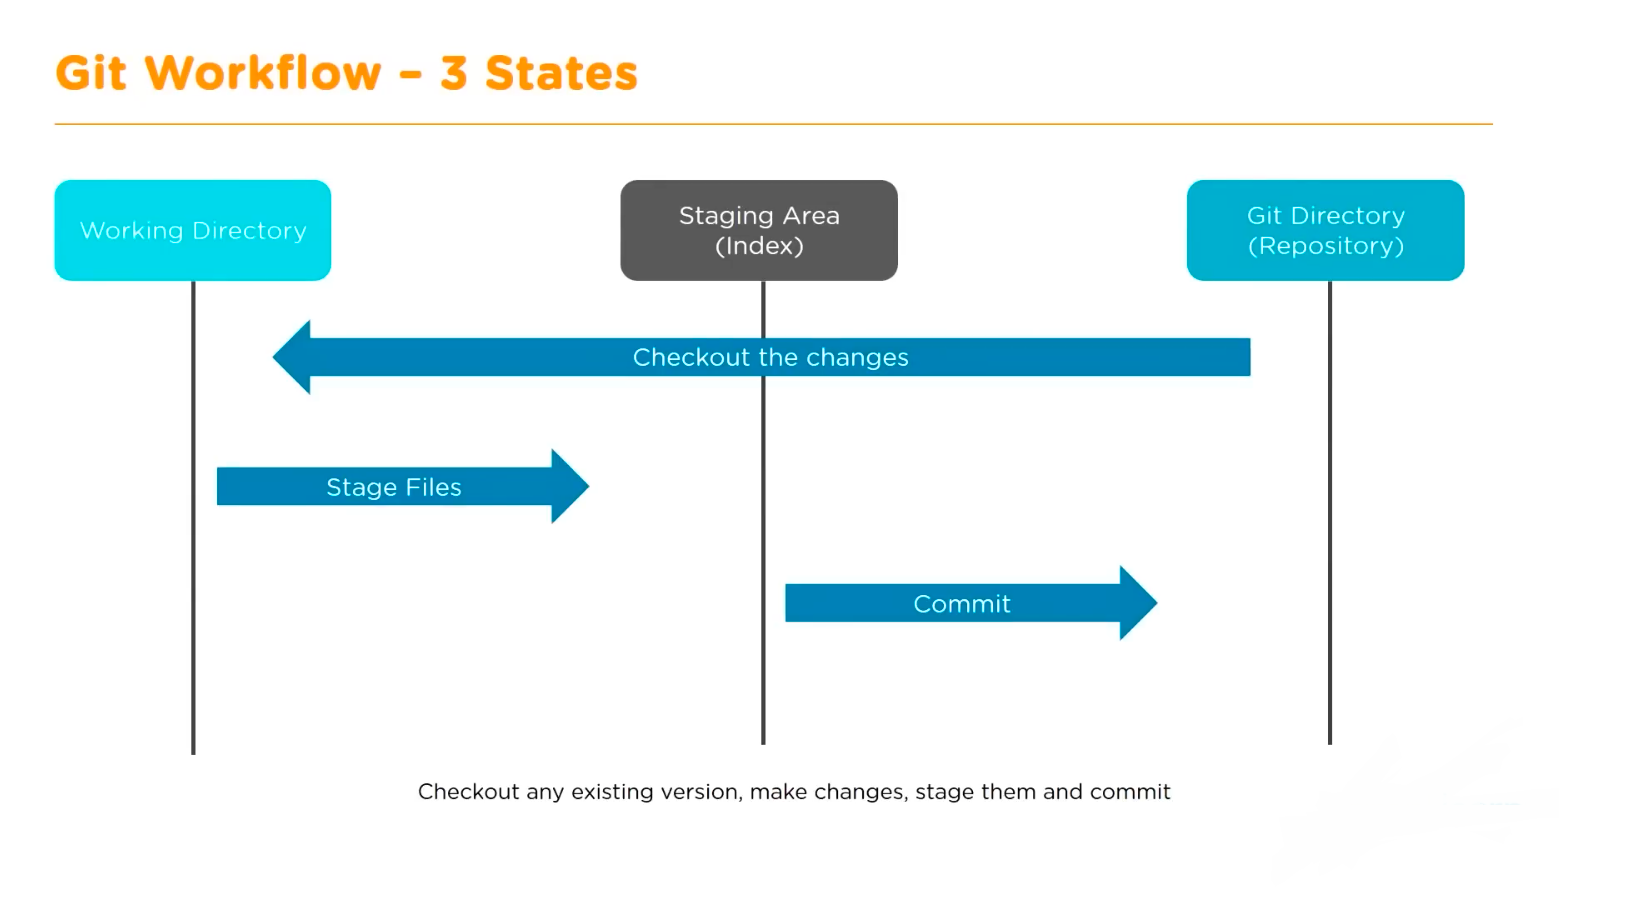 Git Workflow – 3 States
Working Directory
Staging Area
(Index)
Git Directory
(Repository)
Checkout the changes
Stage Files
Commit
Checkout any existing version, make changes, stage them and commit